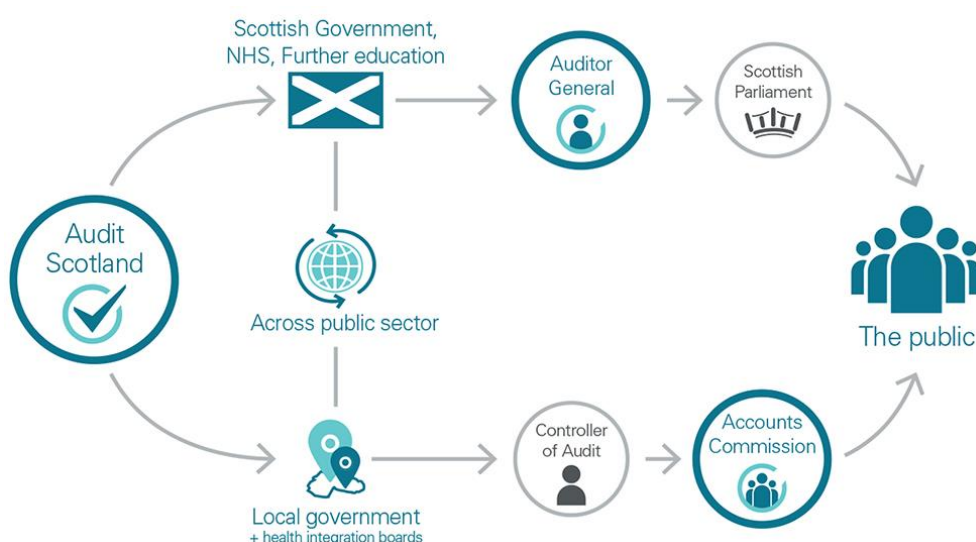 Scottish Government,
NHS, Further education
Auditor
General
Scottish
Parliament
Audit
Scotland
Across public sector
The public
Controller
of Audit
Accounts
Commission
Local government
+ health integration boards